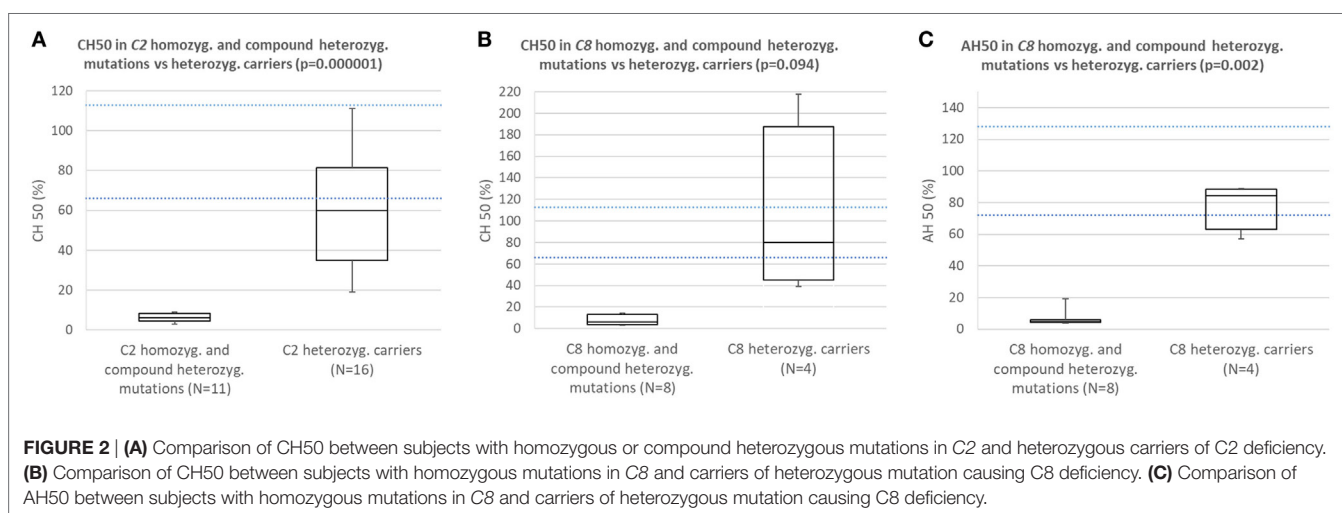 A
CH50 in C2 homozyg. and compound heterozyg.
mutations vs heterozyg. carriers (p=0.000001)
120
100
80
60
40
20
0
CH 50 (%)
C2 homozyg. and
compound heterozyg.
mutations (N=11)
C2 heterozyg. carriers
(N=16)
B
CH50 in C8 homozyg. and compound heterozyg.
mutations vs heterozyg. carriers (p=0.094)
220
200
180
160
140
120
100
80
60
40
20
0
CH 50 (%)
C8 homozyg. and
compound heterozyg.
mutations (N=8)
C8 heterozyg. carriers
(N=4)
C
AH50 in C8 homozyg. and compound heterozyg.
mutations vs heterozyg. carriers (p=0.002)
140
120
100
80
60
40
20
0
AH 50 (%)
C8 homozyg. and
compound heterozyg.
mutations (N=8)
C8 heterozyg. carriers
(N=4)
FIGURE 2 | (A) Comparison of CH50 between subjects with homozygous or compound heterozygous mutations in C2 and heterozygous carriers of C2 deficiency.
(B) Comparison of CH50 between subjects with homozygous mutations in C8 and carriers of heterozygous mutation causing C8 deficiency. (C) Comparison of
AH50 between subjects with homozygous mutations in C8 and carriers of heterozygous mutation causing C8 deficiency.